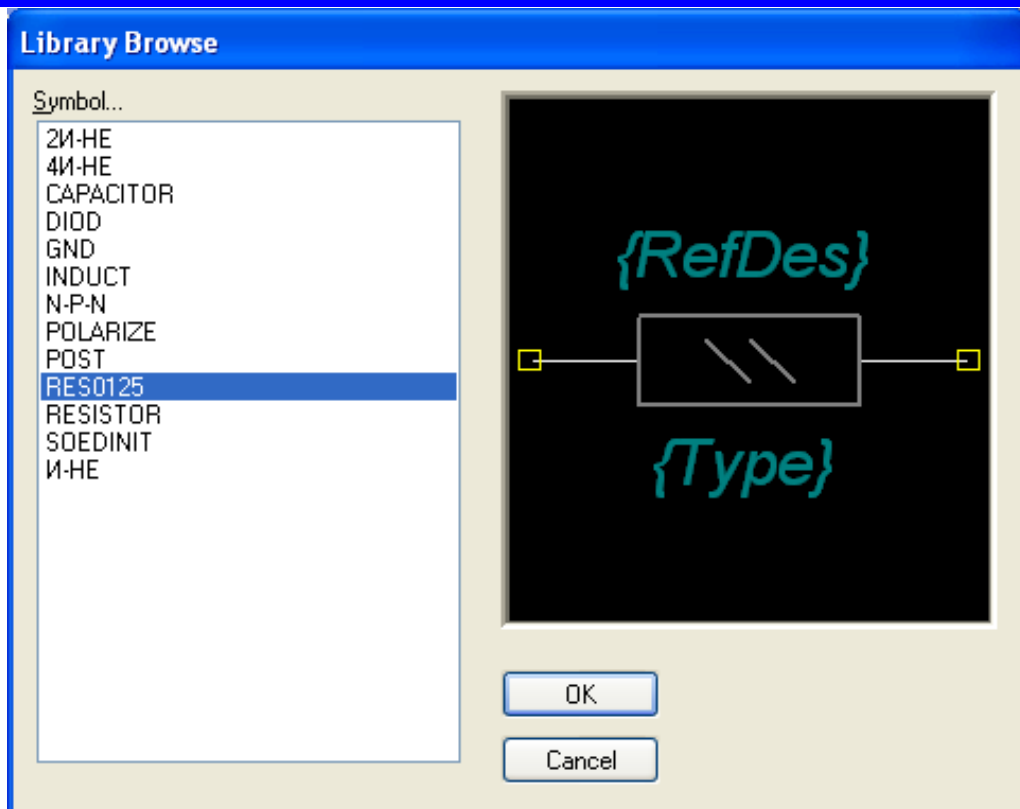 Library Browse
Symbol...
2И-НЕ
4И-НЕ
CAPACITOR
DIOD
GND
INDUCT
N-P-N
POLARIZE
POST
RES0125
RESISTOR
SOEDINIT
И-НЕ
{RefDes}
{Type}
OK
Cancel